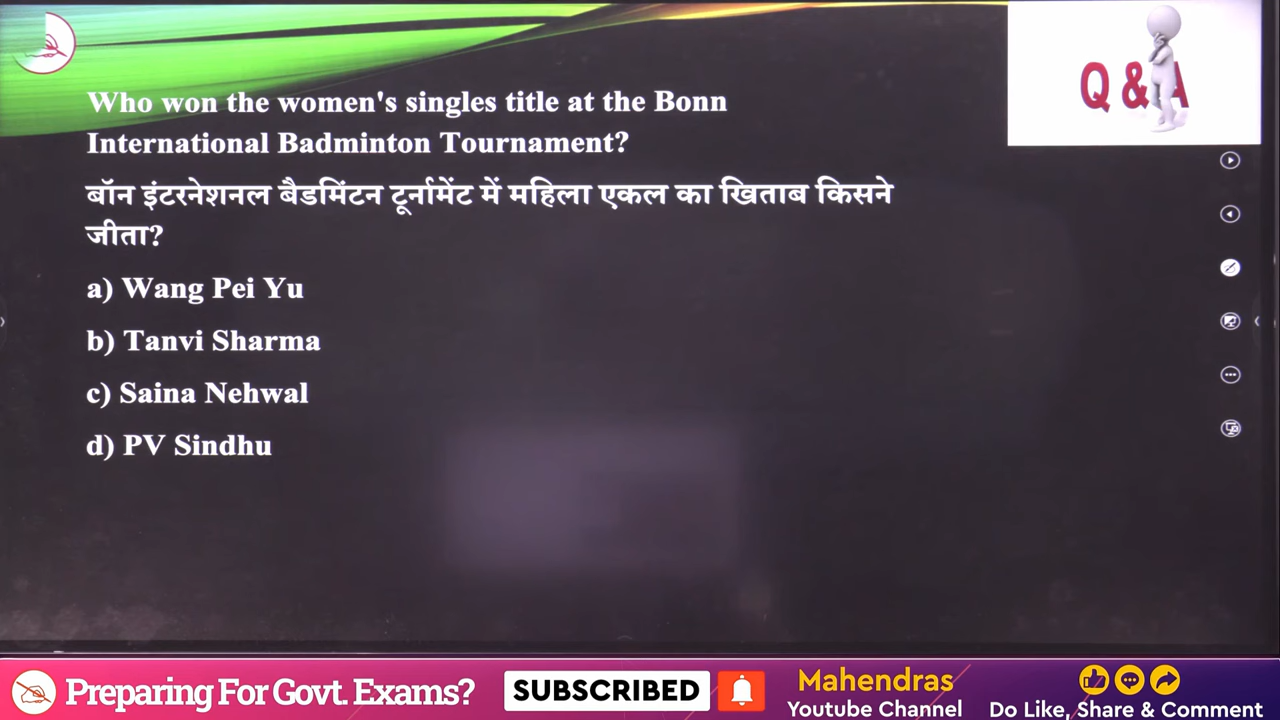 Q & A
Who won the women's singles title at the Bonn
International Badminton Tournament?
बॉन इंटरनेशनल बैडमिंटन टूर्नामेंट में महिला एकल का खिताब किसने
जीता?
a) Wang Pei Yu
b) Tanvi Sharma
c) Saina Nehwal
d) PV Sindhu
Preparing For Govt. Exams?
SUBSCRIBED
Mahendras
Youtube Channel
Do Like, Share & Comment